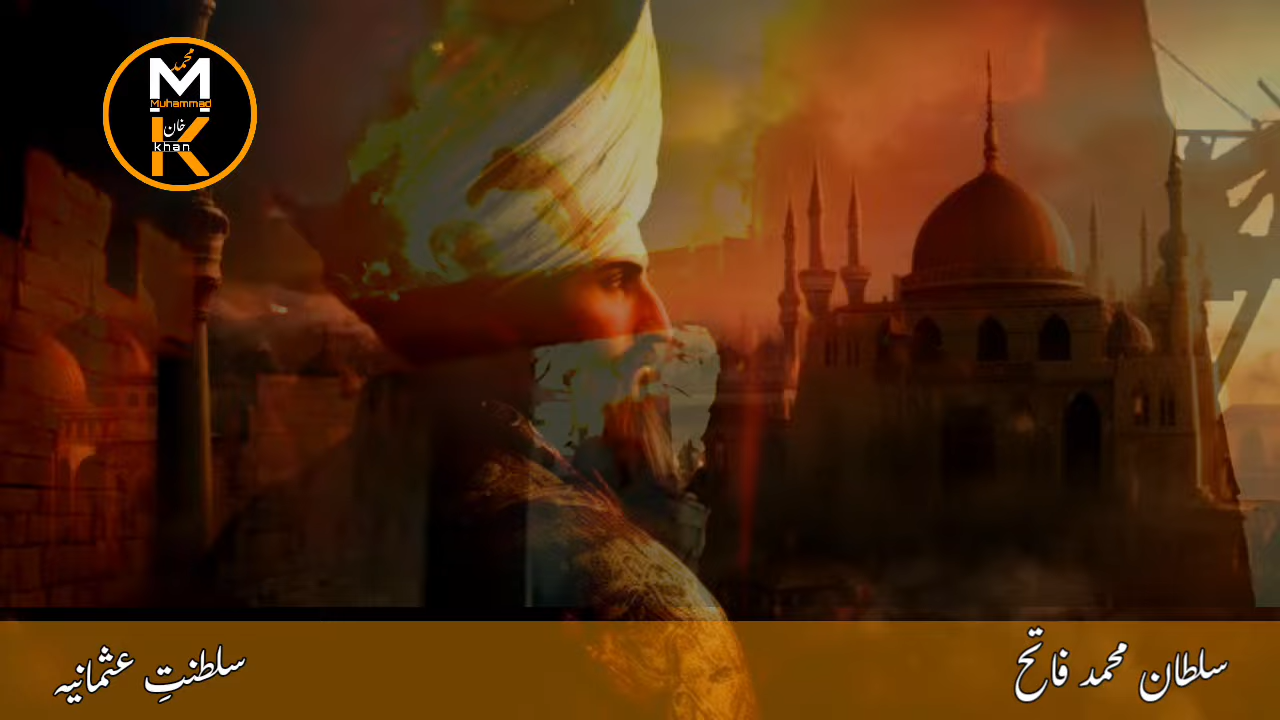 محمد
M
Muhammad
خان
khan
K
سلطان محمد فاتح
سلطنتِ عثمانیہ